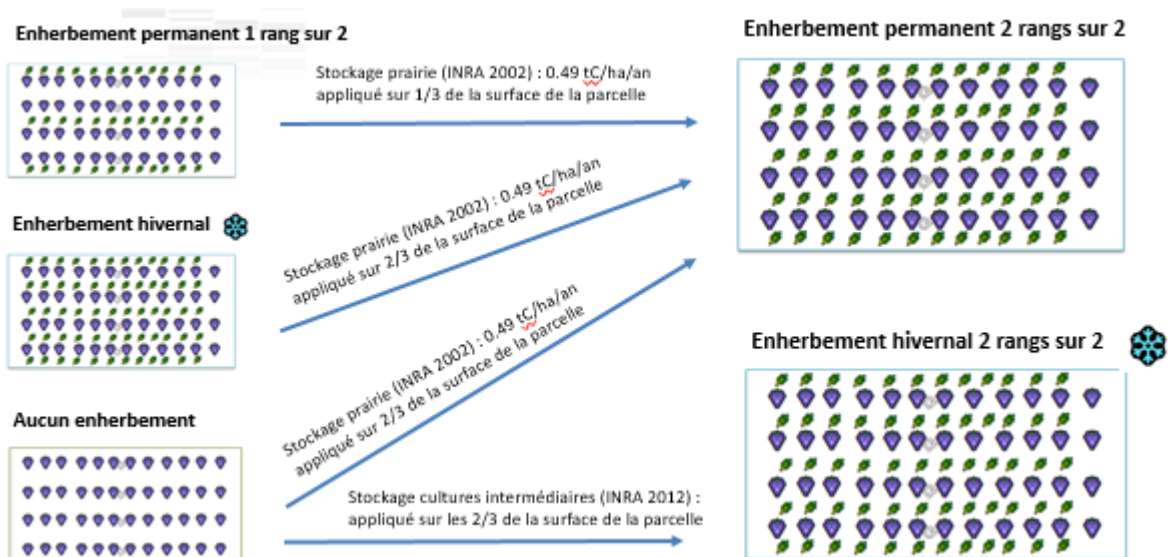 Enherbement permanent 1 rang sur 2
Stockage prairie (INRA 2002) : 0.49 tC/ha/an
appliqué sur 1/3 de la surface de la parcelle
Enherbement permanent 2 rangs sur 2
Enherbement hivernal
Stockage prairie (INRA 2002) : 0.49 tC/ha/an
appliqué sur 2/3 de la surface de la parcelle
Aucun enherbement
Stockage prairie (INRA 2002) : 0.49 tC/ha/an
appliqué sur 2/3 de la surface de la parcelle
Enherbement hivernal 2 rangs sur 2
Stockage cultures intermédiaires (INRA 2012) :
appliqué sur les 2/3 de la surface de la parcelle